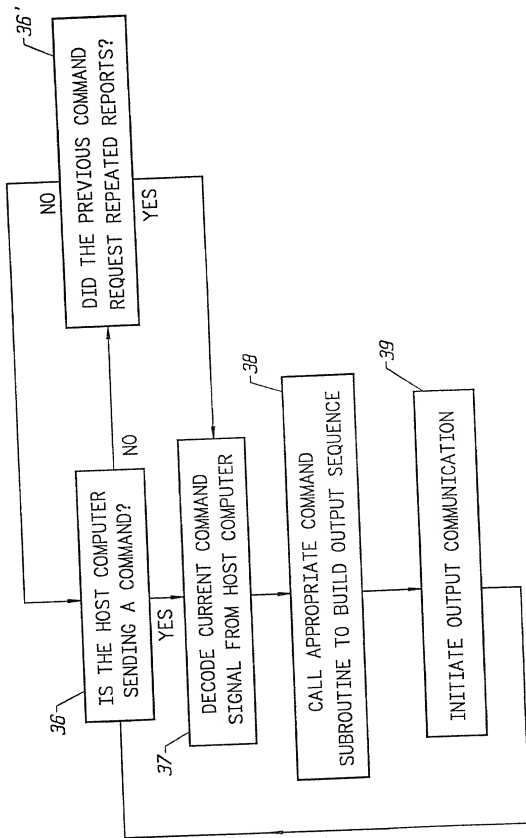 36
IS THE HOST COMPUTER
SENDING A COMMAND?
NO
YES
36'
DID THE PREVIOUS COMMAND
REQUEST REPEATED REPORTS?
NO
YES
37
DECODE CURRENT COMMAND
SIGNAL FROM HOST COMPUTER
38
CALL APPROPRIATE COMMAND
SUBROUTINE TO BUILD OUTPUT SEQUENCE
39
INITIATE OUTPUT COMMUNICATION